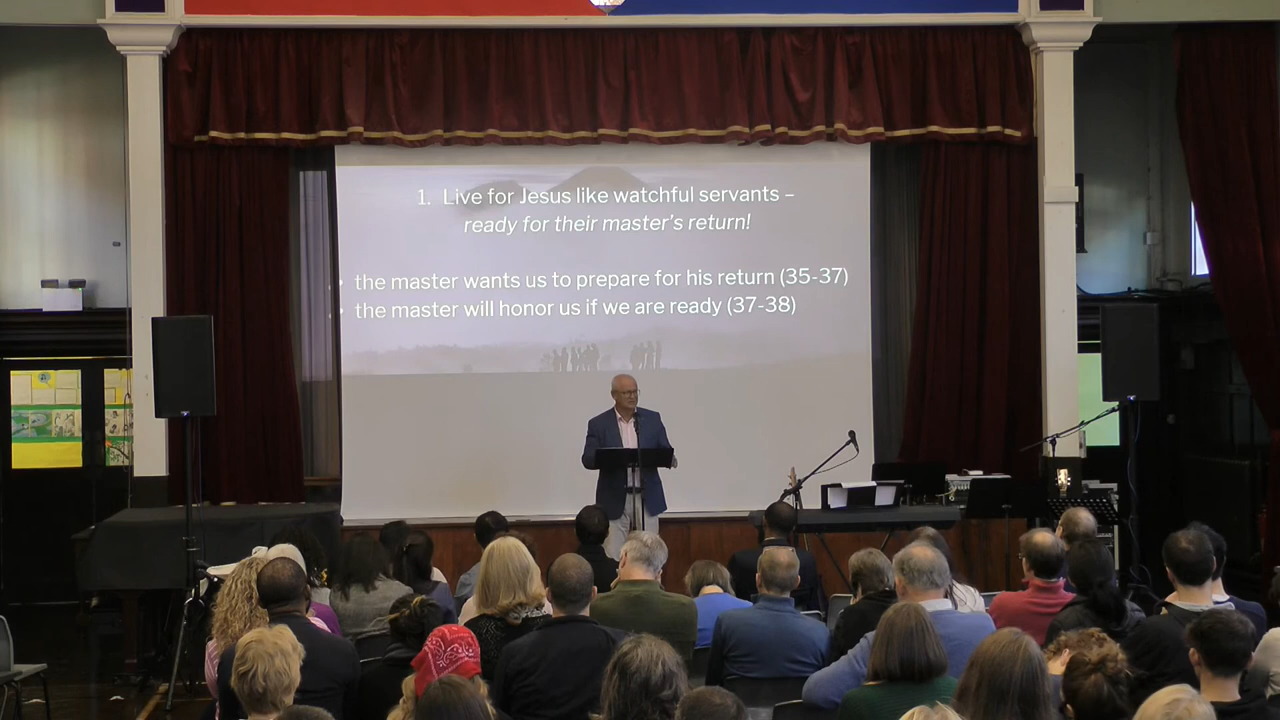 1. Live for Jesus like watchful servants –
ready for their master's return!
• the master wants us to prepare for his return (35-37)
• the master will honor us if we are ready (37-38)